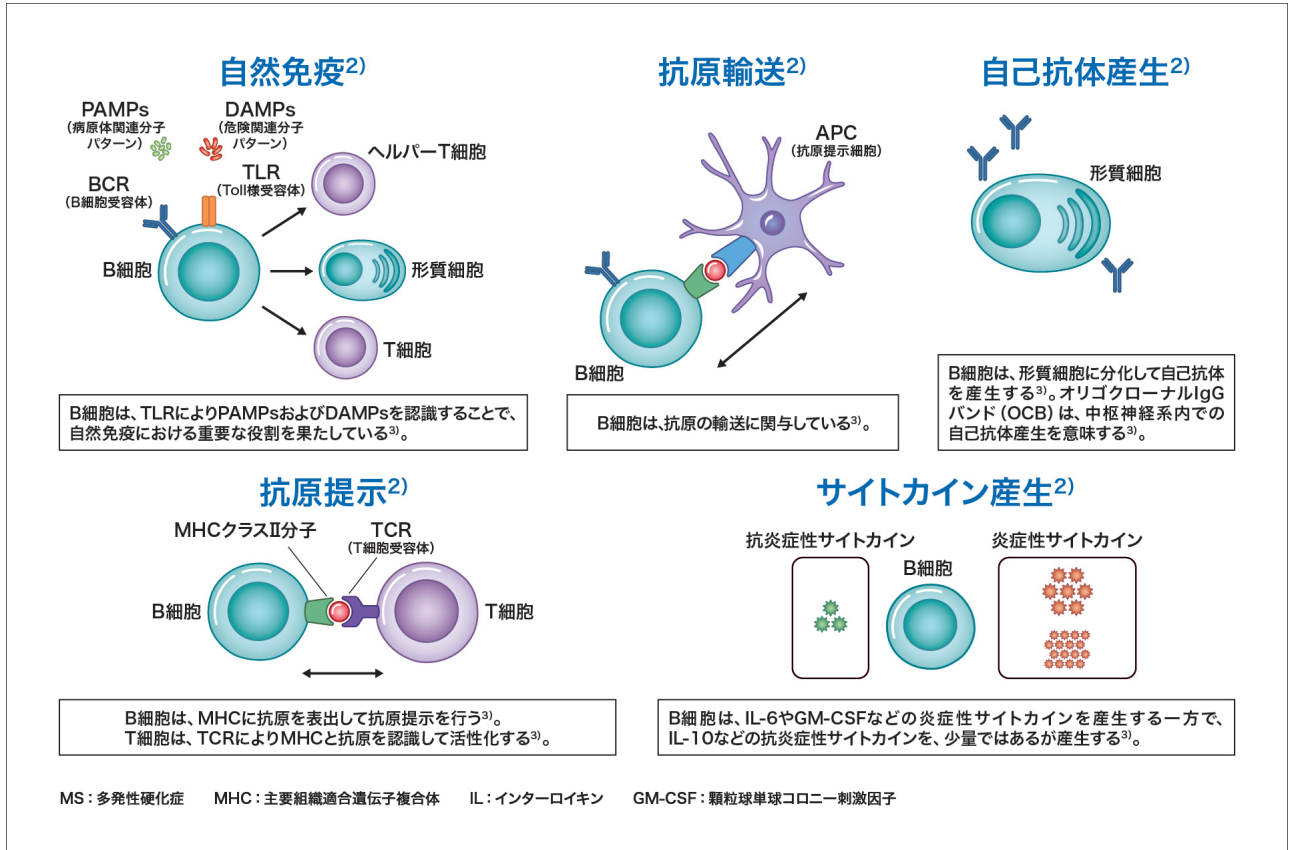 自然免疫2)
PAMPs
(病原体関連分子
パターン)
DAMPs
(危険関連分子
パターン)
BCR
(B細胞受容体)
TLR
(Toll様受容体)
B細胞
ヘルパーT細胞
形質細胞
T細胞
B細胞は、TLRによりPAMPsおよびDAMPsを認識することで、
自然免疫における重要な役割を果たしている3)。
抗原輸送2)
APC
(抗原提示細胞)
B細胞
B細胞は、抗原の輸送に関与している3)。
自己抗体産生2)
形質細胞
B細胞は、形質細胞に分化して自己抗体
を産生する3)。オリゴクローナルIgG
バンド(OCB)は、中枢神経系内での
自己抗体産生を意味する3)。
抗原提示2)
MHCクラスII分子
TCR
(T細胞受容体)
B細胞
T細胞
B細胞は、MHCに抗原を表出して抗原提示を行う3)。
T細胞は、TCRによりMHCと抗原を認識して活性化する3)。
サイトカイン産生2)
抗炎症性サイトカイン
B細胞
炎症性サイトカイン
B細胞は、IL-6やGM-CSFなどの炎症性サイトカインを産生する一方で、
IL-10などの抗炎症性サイトカインを、少量ではあるが産生する3)。
MS:多発性硬化症 MHC:主要組織適合遺伝子複合体 IL:インターロイキン GM-CSF:顆粒球単球コロニー刺激因子